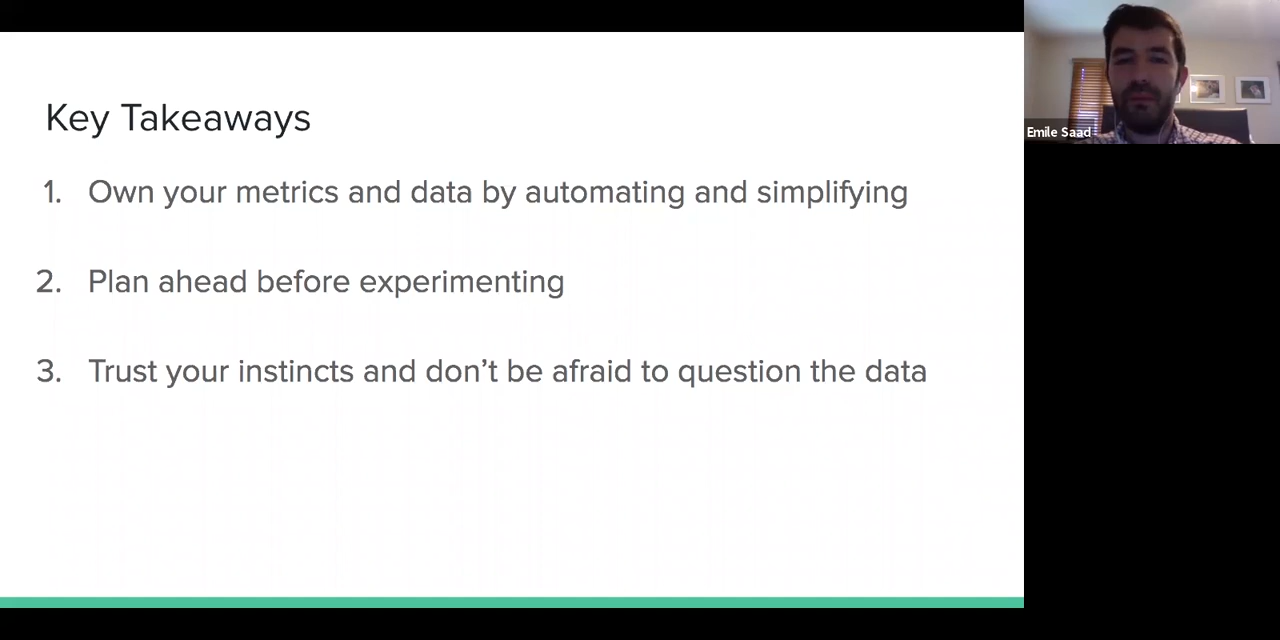 Key Takeaways
1. Own your metrics and data by automating and simplifying
2. Plan ahead before experimenting
3. Trust your instincts and don’t be afraid to question the data
Emile Saad